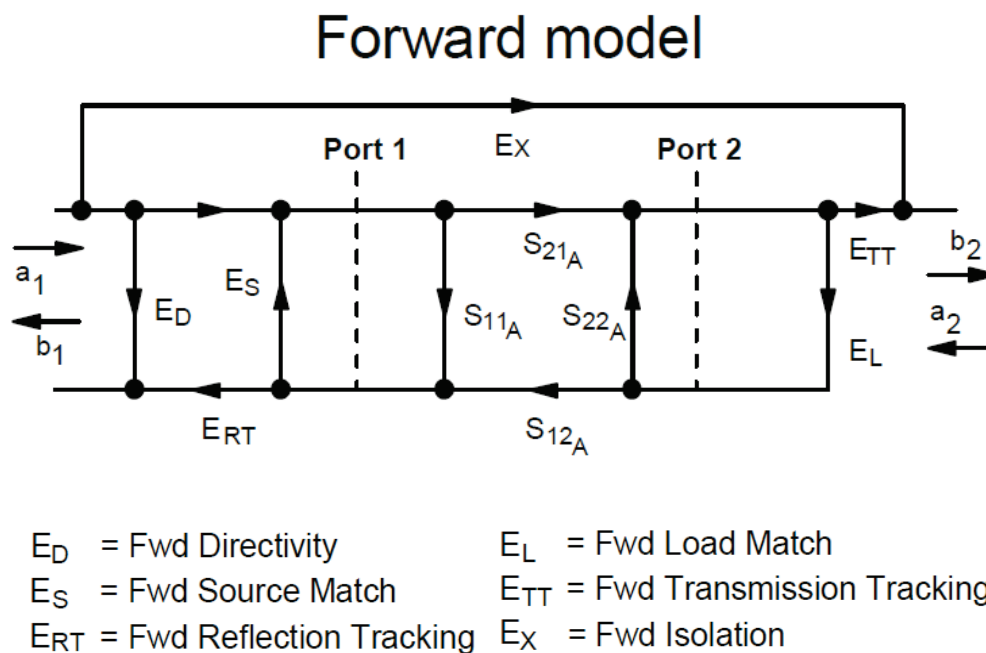 Forward model
Port 1
EX
Port 2
a1
b1
ED
ES
S11A
S21A
S22A
ETT
b2
a2
EL
ERT
S12A
ED = Fwd Directivity
EL = Fwd Load Match
ES = Fwd Source Match
ETT = Fwd Transmission Tracking
ERT = Fwd Reflection Tracking
EX = Fwd Isolation